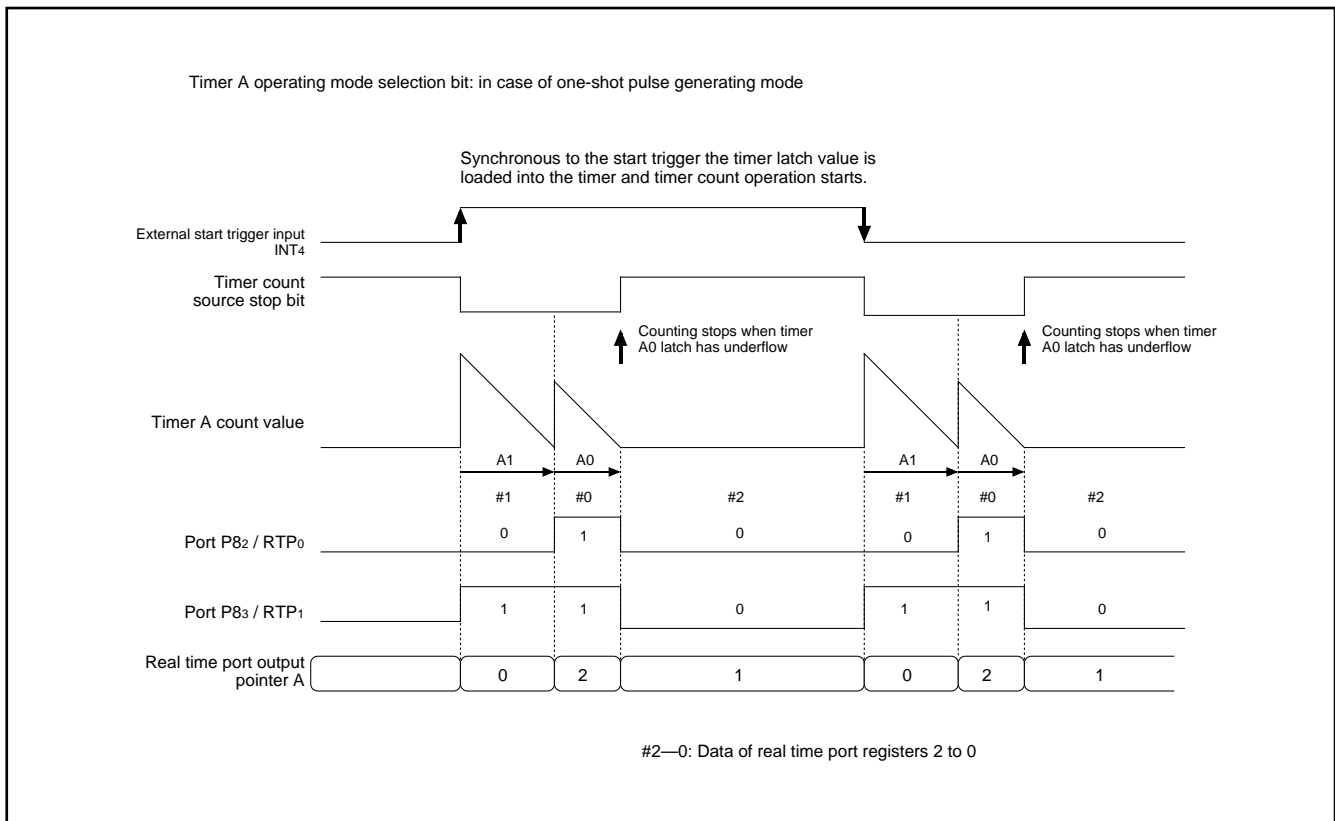 Timer A operating mode selection bit: in case of one-shot pulse generating mode
Synchronous to the start trigger the timer latch value is
loaded into the timer and timer count operation starts.
External start trigger input
INT4
Timer count
source stop bit
Counting stops when timer
A0 latch has underflow
Counting stops when timer
A0 latch has underflow
Timer A count value
A1 A0 A1 A0
#1 #0 #2 #1 #0 #2
Port P82 / RTP0
0 1 0 0 1 0
Port P83 / RTP1
1 1 0 1 1 0
Real time port output
pointer A
0 2 1 0 2 1
#2—0: Data of real time port registers 2 to 0